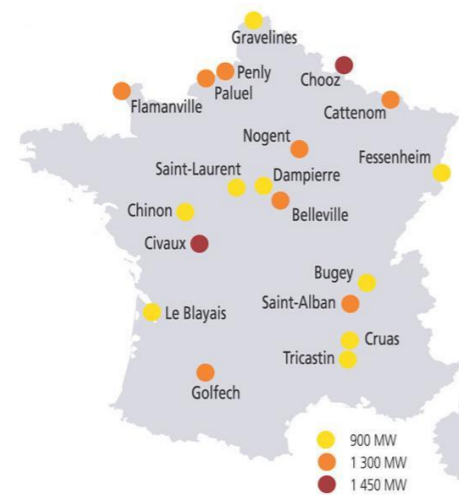 Gravelines
Penly
Chooz
Paluel
Flamanville
Cattenom
Nogent
Fessenheim
Saint-Laurent
Dampierre
Chinon
Belleville
Civaux
Bugey
Saint-Alban
Le Blayais
Cruas
Tricastin
Golfech
900 MW
1 300 MW
1 450 MW